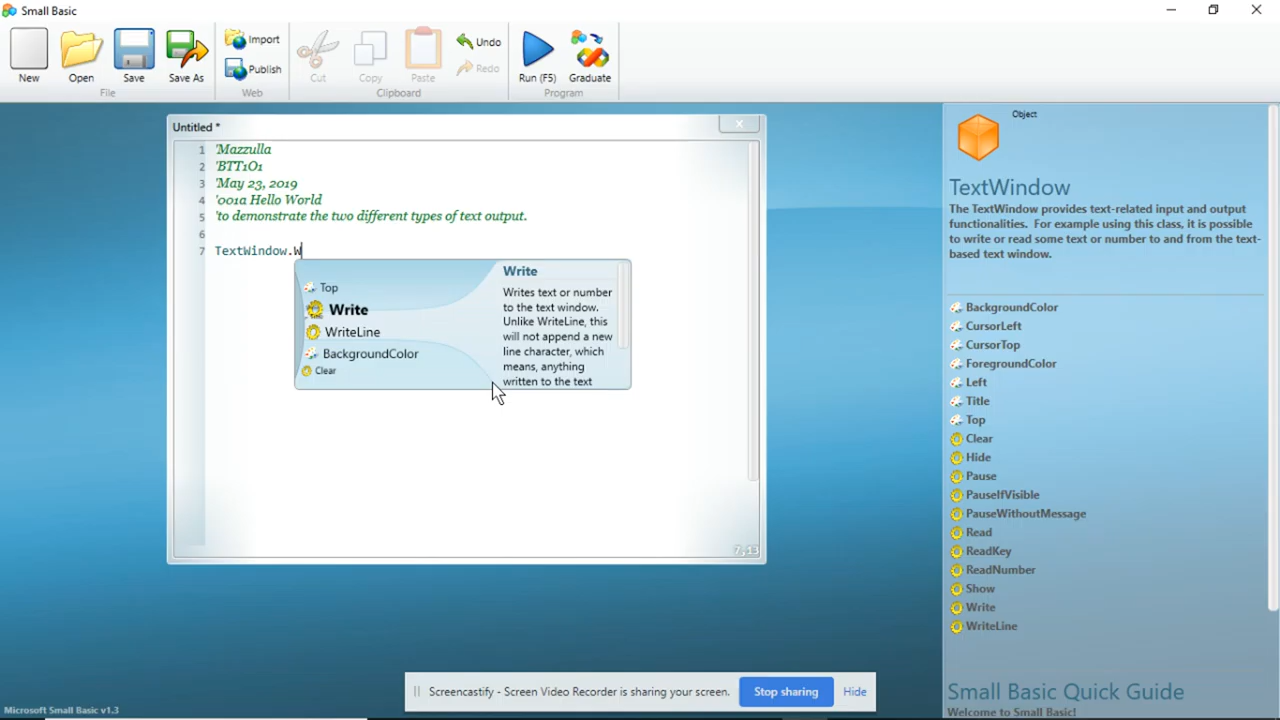 Small Basic
New
Open
Save
Save As
Import
Publish
Cut
Copy
Paste
Undo
Redo
Run (F5)
Graduate
File
Web
Clipboard
Program
Untitled *
1 'Mazzulla
2 'BTT1O1
3 'May 23, 2019
4 '001a Hello World
5 'to demonstrate the two different types of text output.
6
7 TextWindow.W
Top
Write
WriteLine
BackgroundColor
Clear
Write
Writes text or number
to the text window.
Unlike WriteLine, this
will not append a new
line character, which
means, anything
written to the text
7,13
Object
TextWindow
The TextWindow provides text-related input and output
functionalities. For example using this class, it is possible
to write or read some text or number to and from the text-
based text window.
BackgroundColor
CursorLeft
CursorTop
ForegroundColor
Left
Title
Top
Clear
Hide
Pause
PauseIfVisible
PauseWithoutMessage
Read
ReadKey
ReadNumber
Show
Write
WriteLine
Small Basic Quick Guide
Welcome to Small Basic!
Screencastify - Screen Video Recorder is sharing your screen.
Stop sharing
Hide
Microsoft Small Basic v1.3